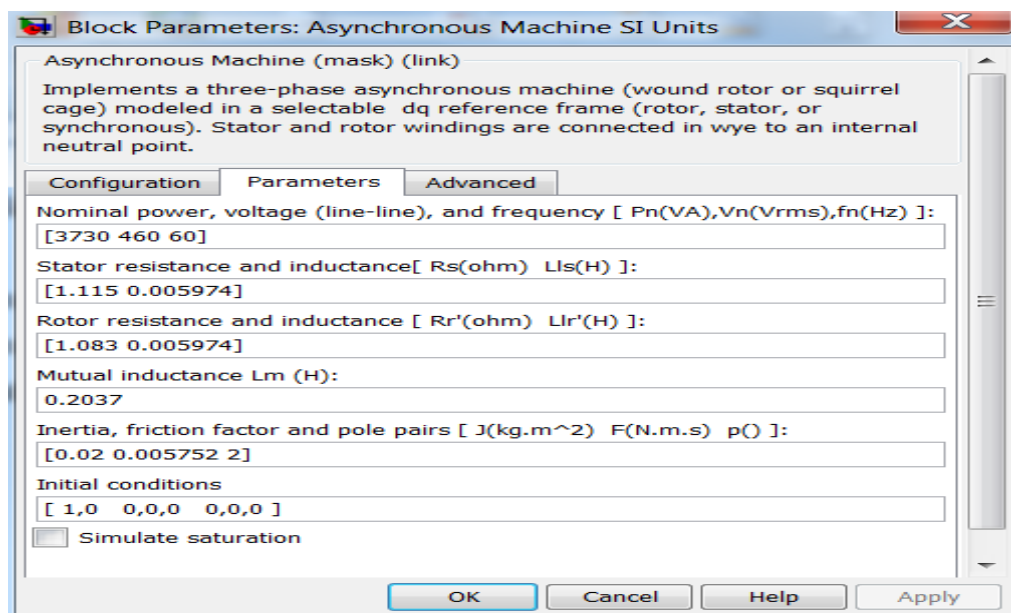 Block Parameters: Asynchronous Machine SI Units
Asynchronous Machine (mask) (link)
Implements a three-phase asynchronous machine (wound rotor or squirrel
cage) modeled in a selectable dq reference frame (rotor, stator, or
synchronous). Stator and rotor windings are connected in wye to an internal
neutral point.
Configuration Parameters Advanced
Nominal power, voltage (line-line), and frequency [ Pn(VA),Vn(Vrms),fn(Hz) ]:
[3730 460 60]
Stator resistance and inductance[ Rs(ohm) Lls(H) ]:
[1.115 0.005974]
Rotor resistance and inductance [ Rr'(ohm) Llr'(H) ]:
[1.083 0.005974]
Mutual inductance Lm (H):
0.2037
Inertia, friction factor and pole pairs [ J(kg.m^2) F(N.m.s) p() ]:
[0.02 0.005752 2]
Initial conditions
[ 1,0 0,0,0 0,0,0 ]
Simulate saturation
OK Cancel Help Apply